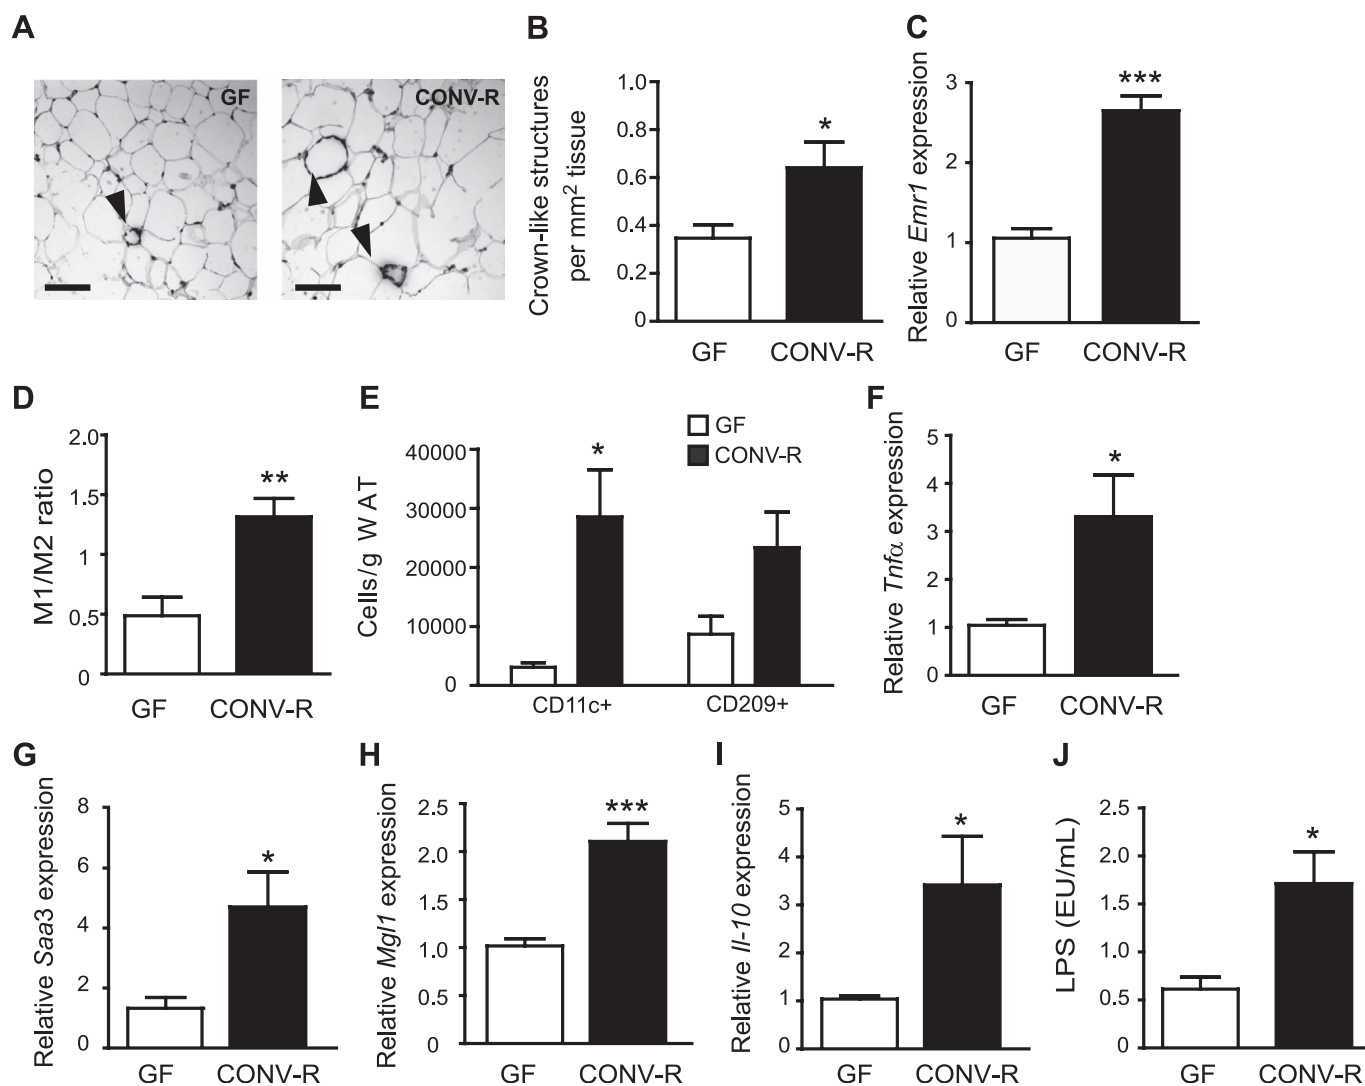 A
GF
CONV-R
B
Crown-like structures
per mm² tissue
1.0
0.8
0.6
0.4
0.2
0
*
GF
CONV-R
C
Relative Emr1 expression
3
2
1
0
***
GF
CONV-R
D
M1/M2 ratio
2.0
1.5
1
0.5
0
**
GF
CONV-R
E
Cells/g WAT
40000
30000
20000
10000
0
*
GF
CONV-R
CD11c+
CD209+
F
Relative Tnfα expression
5
4
3
2
1
0
*
GF
CONV-R
G
Relative Saa3 expression
8
6
4
2
0
*
GF
CONV-R
H
Relative Mgl1 expression
2.5
2.0
1.5
1.0
0.5
0
***
GF
CONV-R
I
Relative Il-10 expression
5
4
3
2
1
0
*
GF
CONV-R
J
LPS (EU/mL)
2.5
2.0
1.5
1.0
0.5
0
*
GF
CONV-R